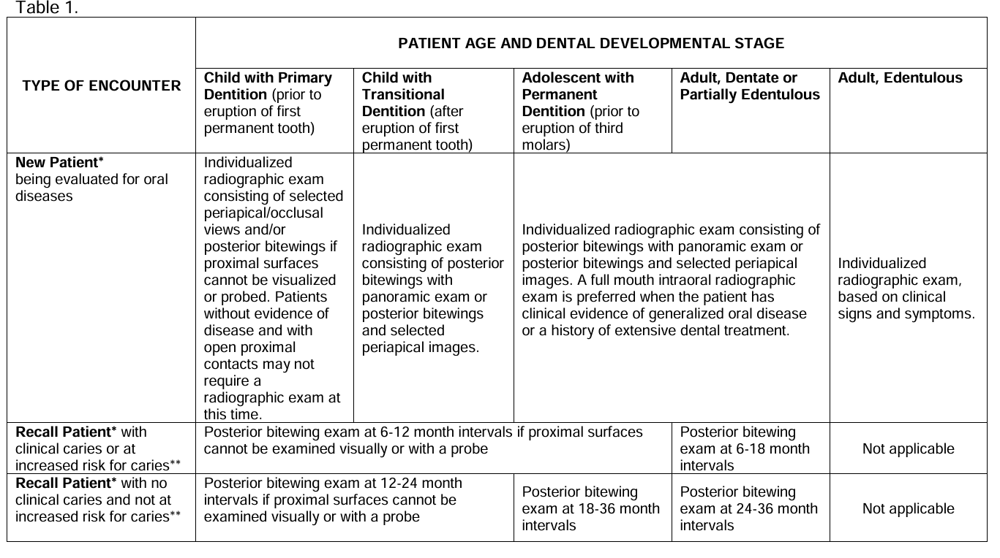 Table 1.
PATIENT AGE AND DENTAL DEVELOPMENTAL STAGE
TYPE OF ENCOUNTER
Child with Primary
Dentition (prior to
eruption of first
permanent tooth)
Child with
Transitional
Dentition (after
eruption of first
permanent tooth)
Adolescent with
Permanent
Dentition (prior to
eruption of third
molars)
Adult, Dentate or
Partially Edentulous
Adult, Edentulous
New Patient*
being evaluated for oral
diseases
Individualized
radiographic exam
consisting of selected
periapical/occlusal
views and/or
posterior bitewings if
proximal surfaces
cannot be visualized
or probed. Patients
without evidence of
disease and with
open proximal
contacts may not
require a
radiographic exam at
this time.
Individualized
radiographic exam
consisting of posterior
bitewings with
panoramic exam or
posterior bitewings
and selected
periapical images.
Individualized radiographic exam consisting of
posterior bitewings with panoramic exam or
posterior bitewings and selected periapical
images. A full mouth intraoral radiographic
exam is preferred when the patient has
clinical evidence of generalized oral disease
or a history of extensive dental treatment.
Individualized
radiographic exam,
based on clinical
signs and symptoms.
Recall Patient* with
clinical caries or at
increased risk for caries**
Posterior bitewing exam at 6-12 month intervals if proximal surfaces
cannot be examined visually or with a probe
Posterior bitewing
exam at 6-18 month
intervals
Not applicable
Recall Patient* with no
clinical caries and not at
increased risk for caries**
Posterior bitewing exam at 12-24 month
intervals if proximal surfaces cannot be
examined visually or with a probe
Posterior bitewing
exam at 18-36 month
intervals
Posterior bitewing
exam at 24-36 month
intervals
Not applicable